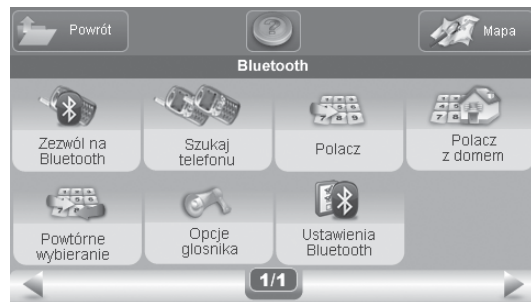 Powrót
Mapa
Bluetooth
Zezwól na
Bluetooth
Szukaj
telefonu
Polacz
Polacz
z domem
Powtórne
wybieranie
Opcje
glosnika
Ustawienia
Bluetooth
1/1